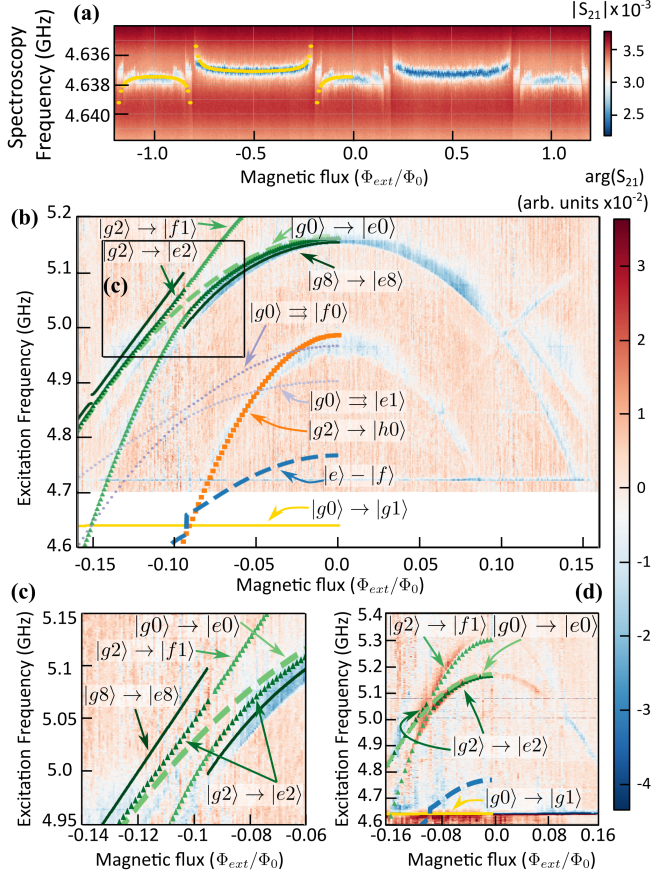 (a)
|S₂₁| ×10⁻³
Spectroscopy
Frequency (GHz)
4.636
4.638
4.640
-1.0
-0.5
0.0
0.5
1.0
Magnetic flux (Φ_ext/Φ₀)
3.5
3.0
2.5
arg(S₂₁)
(arb. units x10⁻²)
(b)
|g2⟩ → |f1⟩
|g0⟩ → |e0⟩
|g2⟩ → |e2⟩
|g8⟩ → |e8⟩
(c)
|g0⟩ ⇉ |f0⟩
|g0⟩ ⇉ |e1⟩
|g2⟩ → |h0⟩
|e⟩ − |f⟩
|g0⟩ → |g1⟩
Excitation Frequency (GHz)
5.2
5.1
5.0
4.9
4.8
4.7
4.6
-0.16
-0.10
-0.05
0.0
0.05
0.10
0.15
Magnetic flux (Φ_ext/Φ₀)
3
2
1
0
-1
-2
-3
-4
(c)
Excitation Frequency (GHz)
5.15
5.10
5.05
5.00
4.95
|g0⟩ → |e0⟩
|g2⟩ → |f1⟩
|g8⟩ → |e8⟩
|g2⟩ → |e2⟩
-0.14
-0.12
-0.1
-0.08
-0.06
Magnetic flux (Φ_ext/Φ₀)
(d)
Excitation Frequency (GHz)
5.4
5.3
5.2
5.1
5.0
4.9
4.8
4.7
4.6
|g2⟩ → |f1⟩ |g0⟩ → |e0⟩
|g2⟩ → |e2⟩
|g0⟩ → |g1⟩
-0.16
-0.08
-0.0
0.08
0.16
Magnetic flux (Φ_ext/Φ₀)